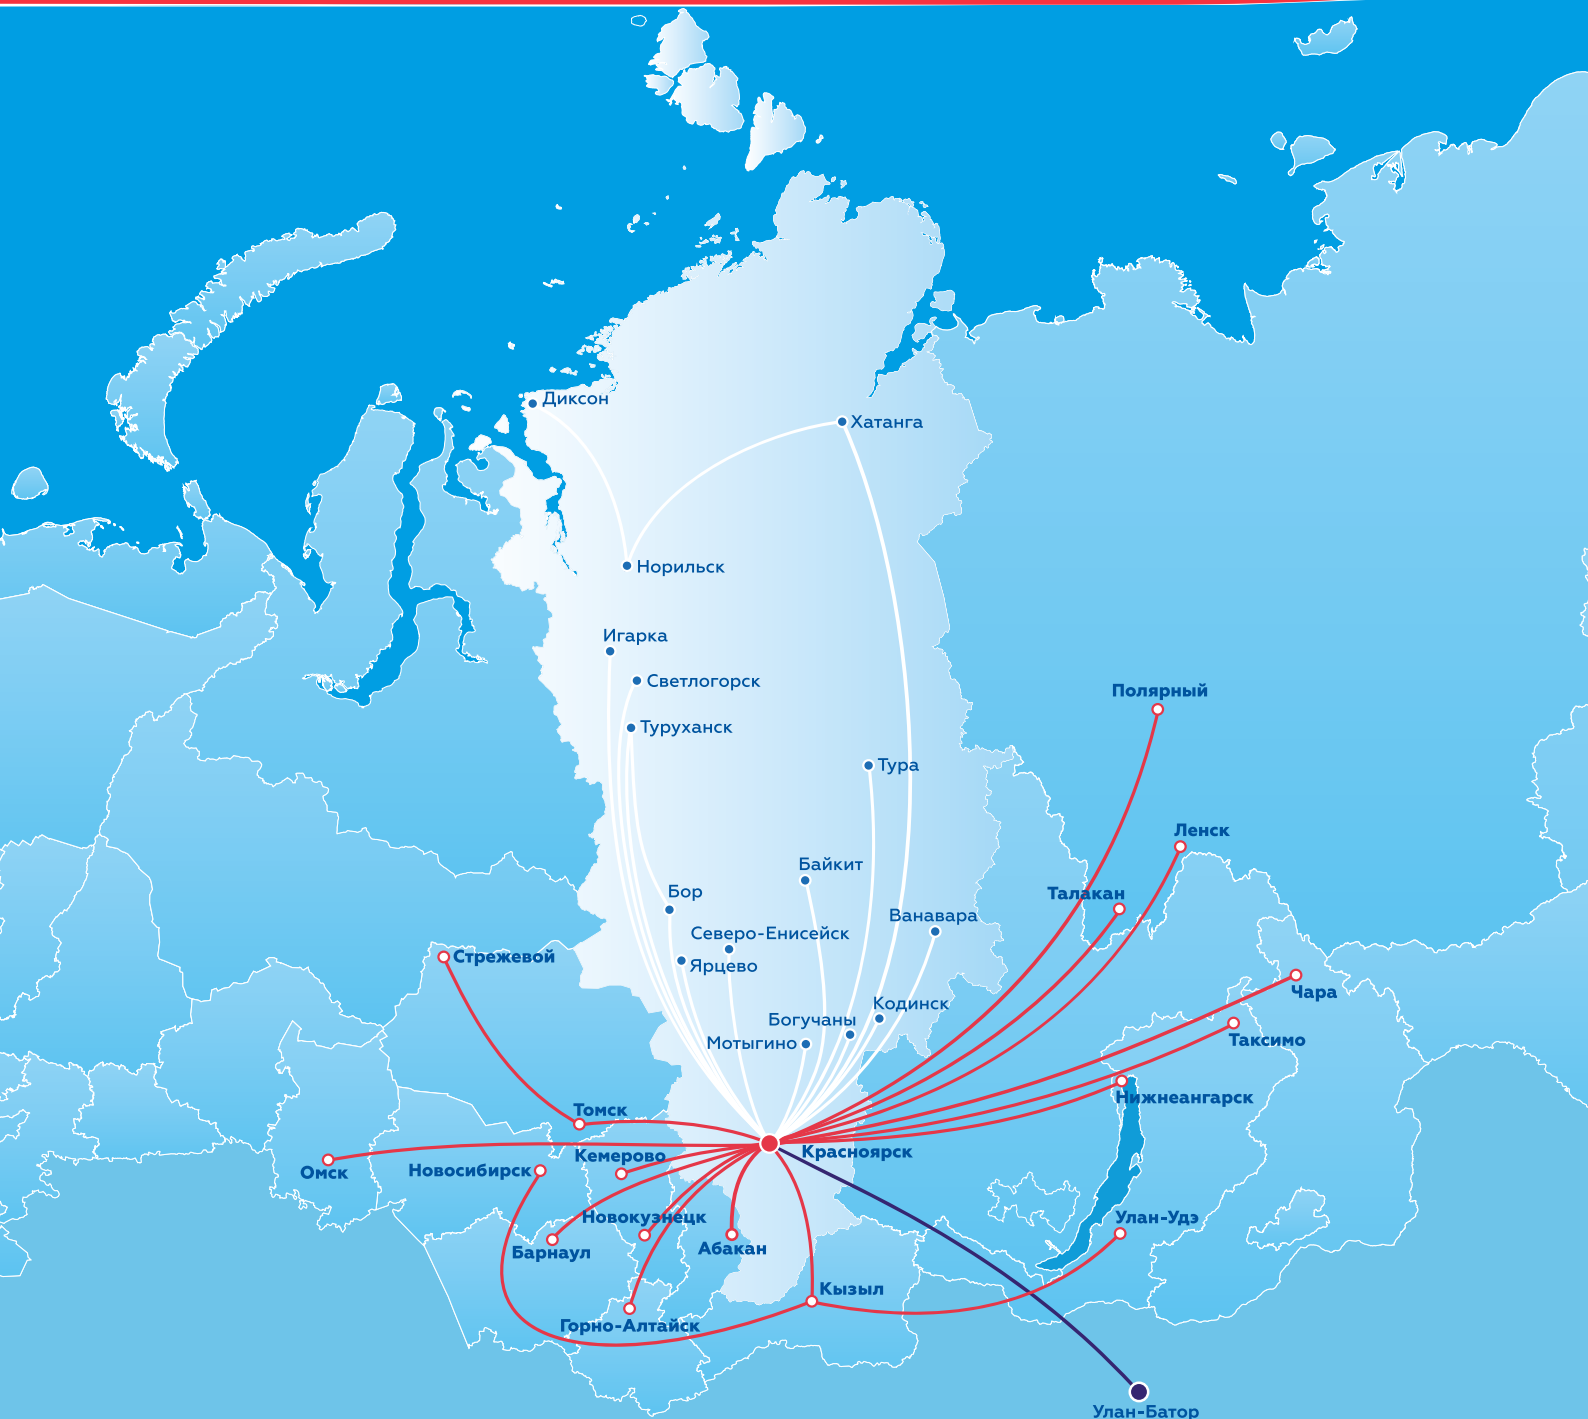 Диксон
Хатанга
Норильск
Игарка
Светлогорск
Полярный
Туруханск
Тура
Ленск
Байкит
Бор
Талакан
Ванавара
Северо-Енисейск
Стрежевой
Ярцево
Чара
Кодинск
Богучаны
Мотыгино
Таксимо
Нижнеангарск
Томск
Красноярск
Кемерово
Омск
Новосибирск
Новокузнецк
Улан-Удэ
Абакан
Барнаул
Кызыл
Горно-Алтайск
Улан-Батор